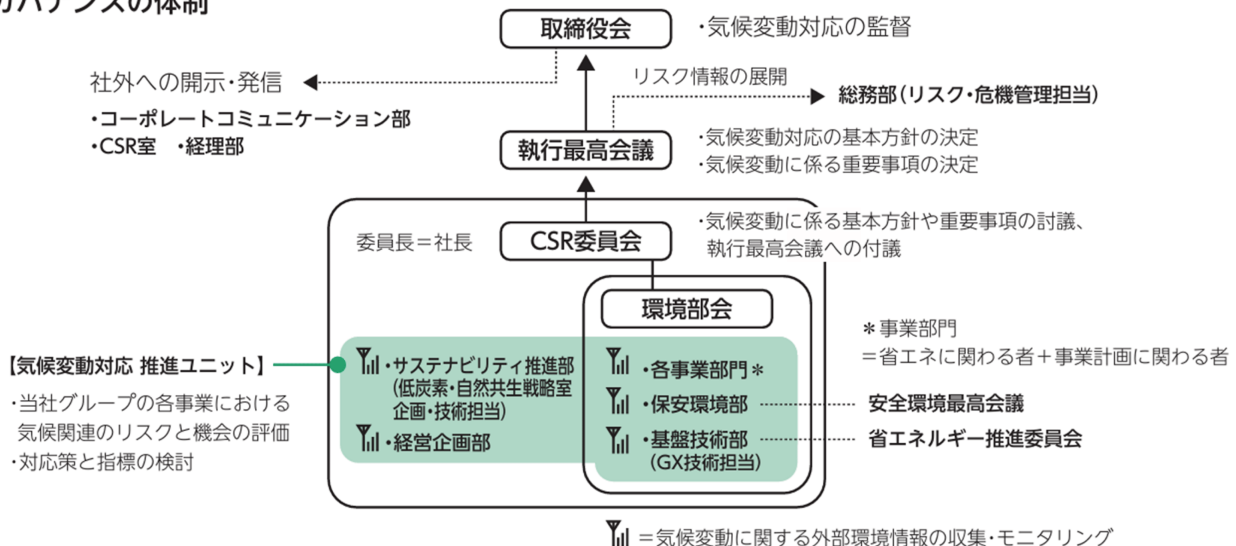 ガバナンスの体制
取締役会
・気候変動対応の監督
社外への開示・発信
・コーポレートコミュニケーション部
・CSR室 ・経理部
リスク情報の展開
総務部(リスク・危機管理担当)
執行最高会議
・気候変動対応の基本方針の決定
・気候変動に係る重要事項の決定
委員長=社長
CSR委員会
・気候変動に係る基本方針や重要事項の討議、
執行最高会議への付議
環境部会
*事業部門
=省エネに関わる者+事業計画に関わる者
【気候変動対応 推進ユニット】
・当社グループの各事業における
気候関連のリスクと機会の評価
・対応策と指標の検討
・サステナビリティ推進部
(低炭素・自然共生戦略室
企画・技術担当)
・経営企画部
・各事業部門*
・保安環境部
・基盤技術部
(GX技術担当)
安全環境最高会議
省エネルギー推進委員会
=気候変動に関する外部環境情報の収集・モニタリング